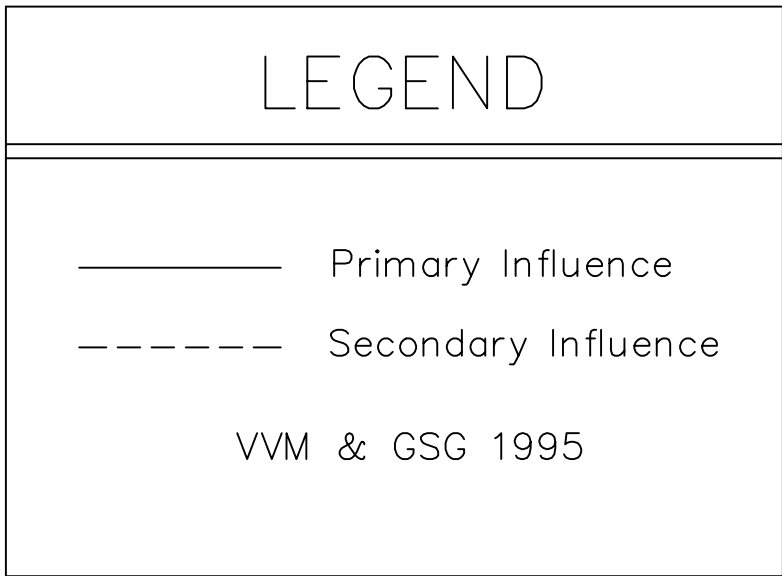 LEGEND
Primary Influence
Secondary Influence
VVM & GSG 1995